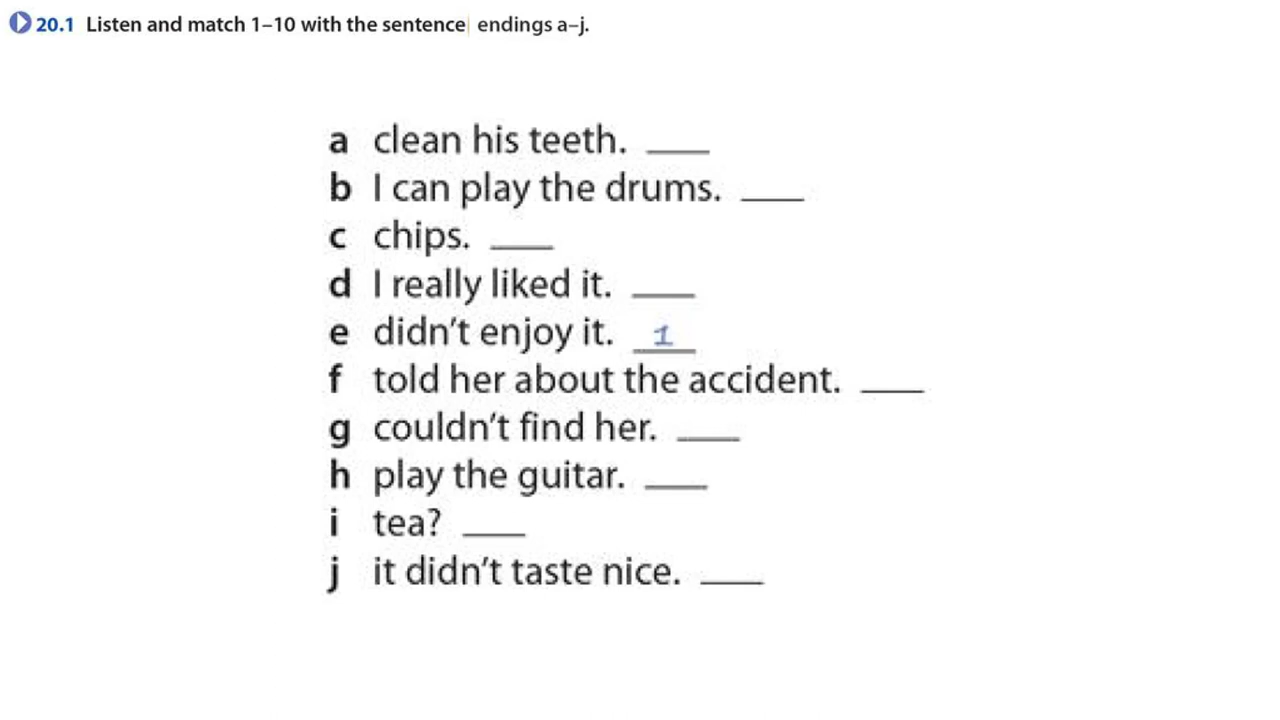 20.1 Listen and match 1–10 with the sentence endings a–j.
a clean his teeth. ____
b I can play the drums. ____
c chips. ____
d I really liked it. ____
e didn't enjoy it. 1
f told her about the accident. ____
g couldn't find her. ____
h play the guitar. ____
i tea? ____
j it didn't taste nice. ____